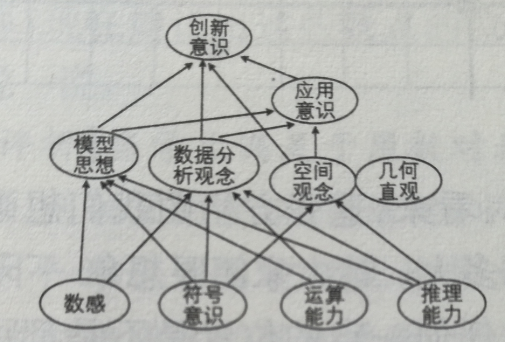 创新
意识
应用
意识
模型
思想
数据分
析观念
空间
观念
几何
直观
数感
符号
意识
运算
能力
推理
能力